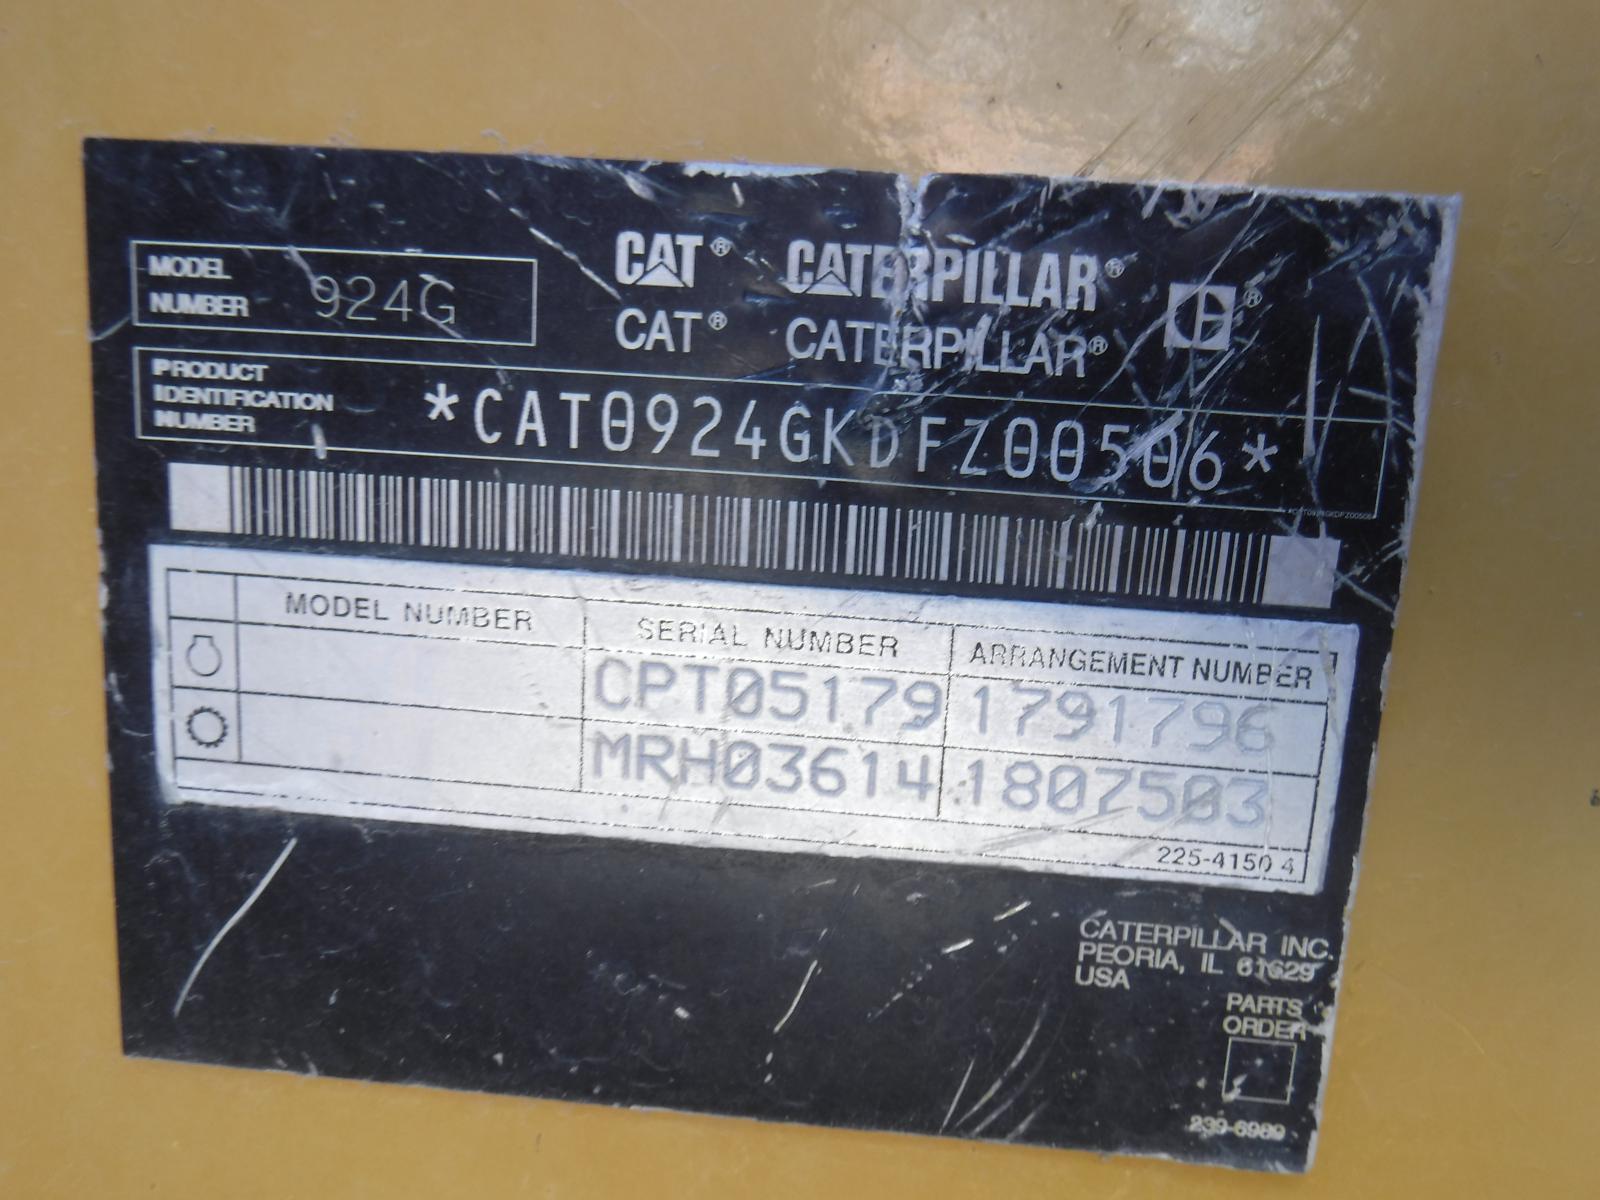 MODEL NUMBER 924G
CAT® CATERPILLAR®
CAT® CATERPILLAR®
PRODUCT IDENTIFICATION NUMBER *CAT0924GKDFZ00506*
*CAT0924GKDFZ00506*
MODEL NUMBER SERIAL NUMBER ARRANGEMENT NUMBER
CPT05179 1791796
MRH03614 1807503
225-4150 4
CATERPILLAR INC.
PEORIA, IL 61629
USA
PARTS
ORDER
239-6989